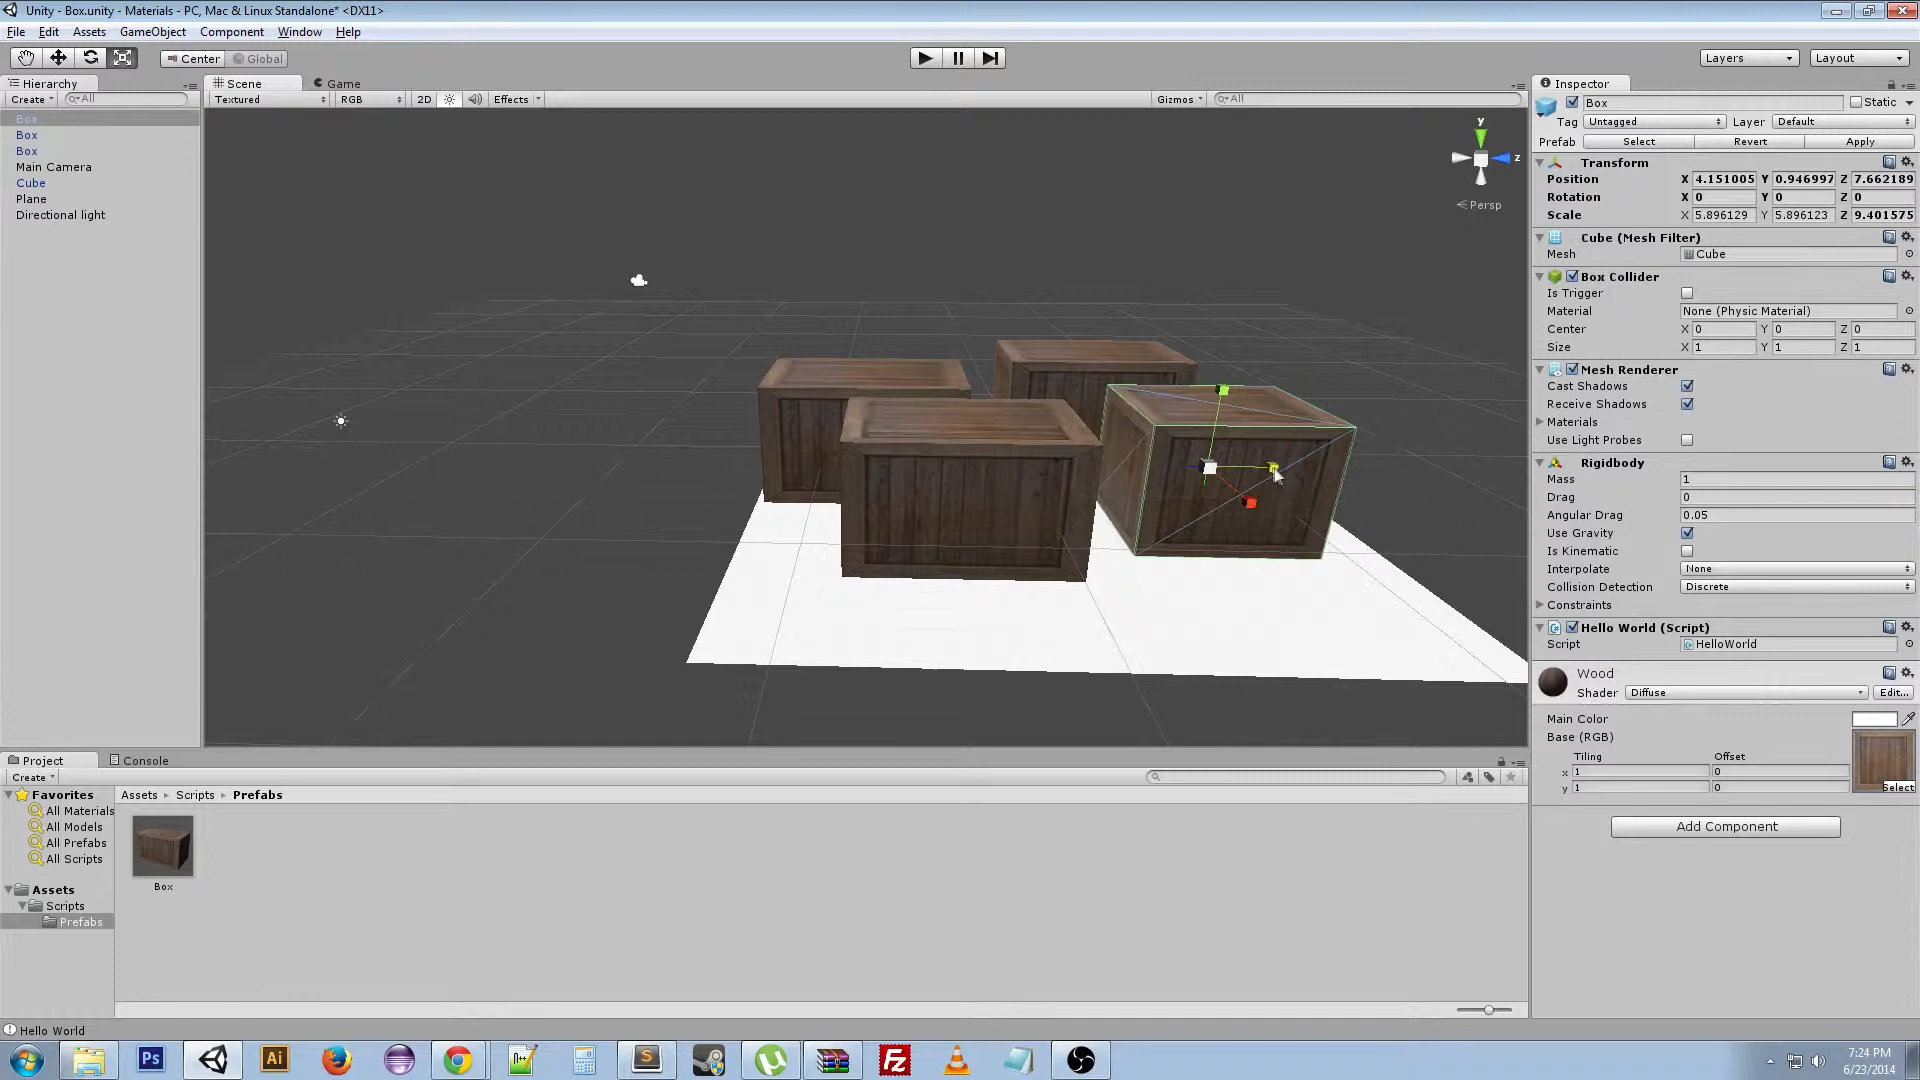 Unity - Box.unity - Materials - PC, Mac & Linux Standalone* <DX11>
File Edit Assets GameObject Component Window Help
Center Global Layers Layout
Hierarchy
Create All
Box
Box
Box
Main Camera
Cube
Plane
Directional light
Scene Game
Textured RGB 2D Effects Gizmos All
y
z
Persp
Inspector
Box Static
Tag Untagged Layer Default
Prefab Select Revert Apply
Transform
Position X 4.151005 Y 0.946997 Z 7.662189
Rotation X 0 Y 0 Z 0
Scale X 5.896129 Y 5.896123 Z 9.401575
Cube (Mesh Filter)
Mesh Cube
Box Collider
Is Trigger
Material None (Physic Material)
Center X 0 Y 0 Z 0
Size X 1 Y 1 Z 1
Mesh Renderer
Cast Shadows
Receive Shadows
Materials
Use Light Probes
Rigidbody
Mass 1
Drag 0
Angular Drag 0.05
Use Gravity
Is Kinematic
Interpolate None
Collision Detection Discrete
Constraints
Hello World (Script)
Script HelloWorld
Wood
Shader Diffuse Edit...
Main Color
Base (RGB)
Tiling Offset
x 1 0
y 1 0
Select
Add Component
Project Console
Create
Favorites
All Materials
All Models
All Prefabs
All Scripts
Assets
Scripts
Prefabs
Assets Scripts Prefabs
Box
Hello World
Ps Ai S Fz
7:24 PM
6/23/2014